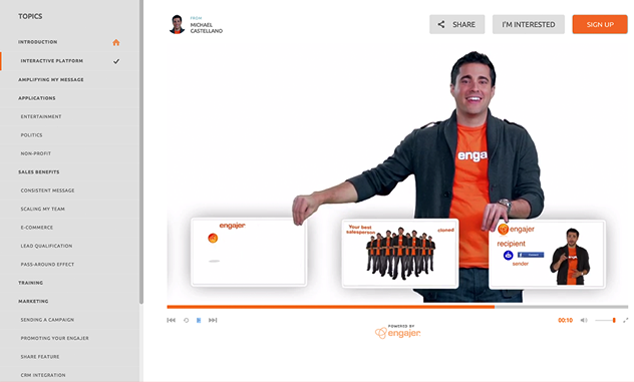 TOPICS
INTRODUCTION
INTERACTIVE PLATFORM
AMPLIFYING MY MESSAGE
APPLICATIONS
ENTERTAINMENT
POLITICS
NON-PROFIT
SALES BENEFITS
CONSISTENT MESSAGE
SCALING MY TEAM
E-COMMERCE
LEAD QUALIFICATION
PASS-AROUND EFFECT
TRAINING
MARKETING
SENDING A CAMPAIGN
PROMOTING YOUR ENGAJER
SHARE FEATURE
CRM INTEGRATION
FROM
MICHAEL
CASTELLANO
SHARE
I'M INTERESTED
SIGN UP
enga
engajer
Your best
salesperson
cloned
engajer
recipient
sender
00:10
POWERED BY
engajer